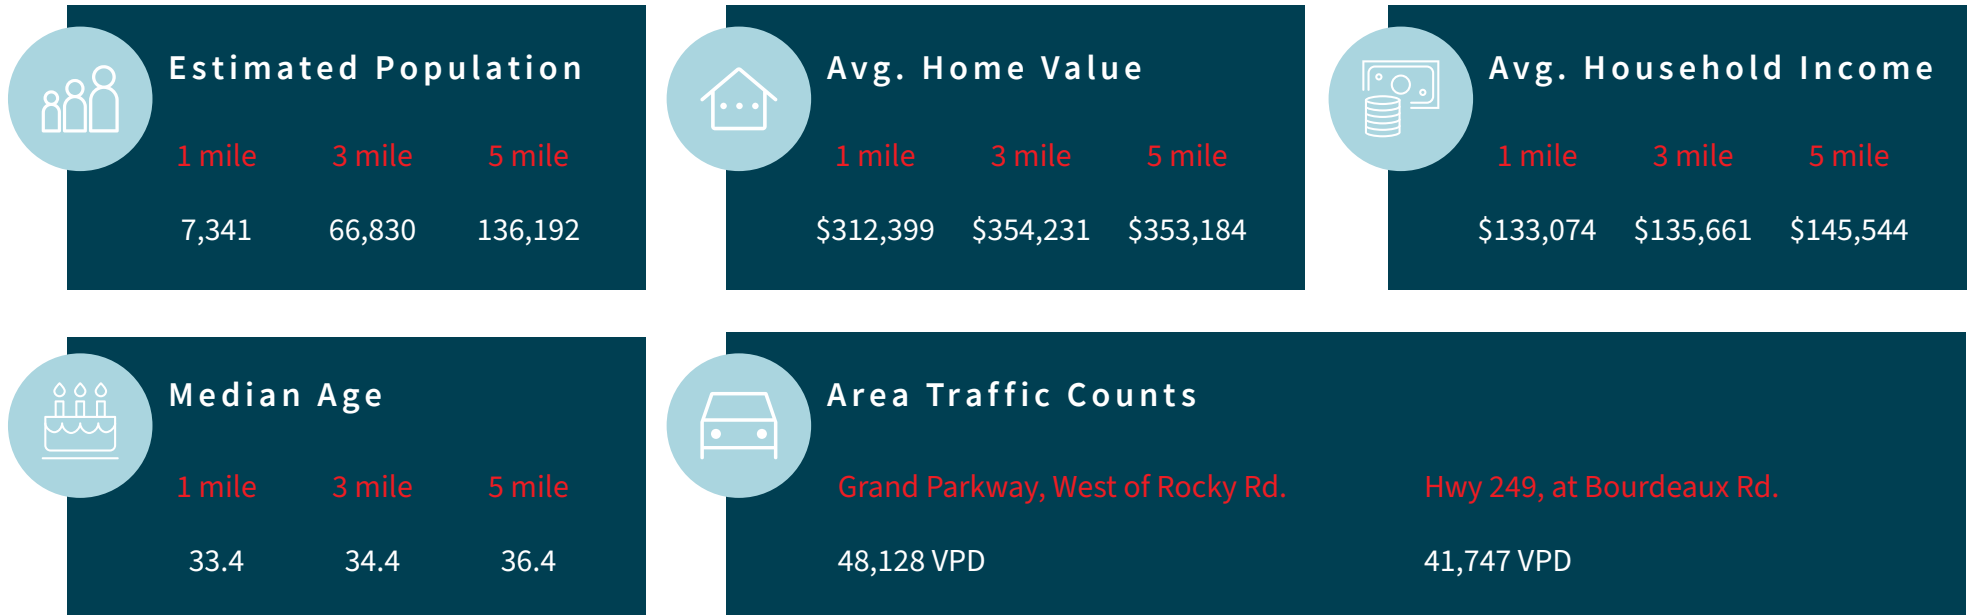 Estimated Population
1 mile 3 mile 5 mile
7,341 66,830 136,192
Avg. Home Value
1 mile 3 mile 5 mile
$312,399 $354,231 $353,184
Avg. Household Income
1 mile 3 mile 5 mile
$133,074 $135,661 $145,544
Median Age
1 mile 3 mile 5 mile
33.4 34.4 36.4
Area Traffic Counts
Grand Parkway, West of Rocky Rd. Hwy 249, at Bourdeaux Rd.
48,128 VPD 41,747 VPD